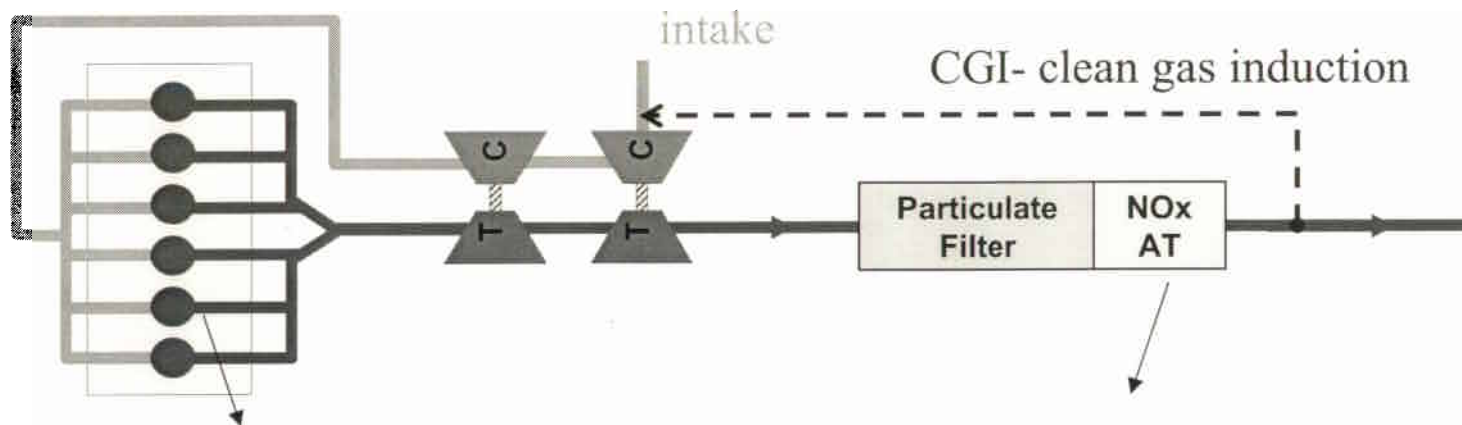 intake
CGI- clean gas induction
C
C
T
T
Particulate
Filter
NOx
AT